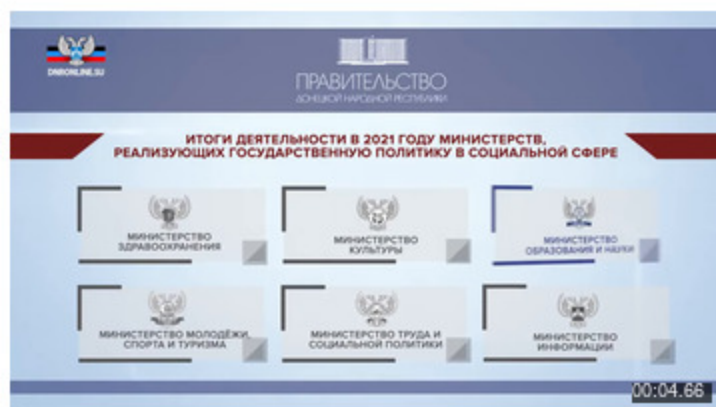 DNRONLINE.SU
ПРАВИТЕЛЬСТВО
ДОНЕЦКОЙ НАРОДНОЙ РЕСПУБЛИКИ
ИТОГИ ДЕЯТЕЛЬНОСТИ В 2021 ГОДУ МИНИСТЕРСТВ,
РЕАЛИЗУЮЩИХ ГОСУДАРСТВЕННУЮ ПОЛИТИКУ В СОЦИАЛЬНОЙ СФЕРЕ
МИНИСТЕРСТВО
ЗДРАВООХРАНЕНИЯ
МИНИСТЕРСТВО
КУЛЬТУРЫ
МИНИСТЕРСТВО
ОБРАЗОВАНИЯ И НАУКИ
МИНИСТЕРСТВО МОЛОДЁЖИ,
СПОРТА И ТУРИЗМА
МИНИСТЕРСТВО ТРУДА И
СОЦИАЛЬНОЙ ПОЛИТИКИ
МИНИСТЕРСТВО
ИНФОРМАЦИИ
00:04.66